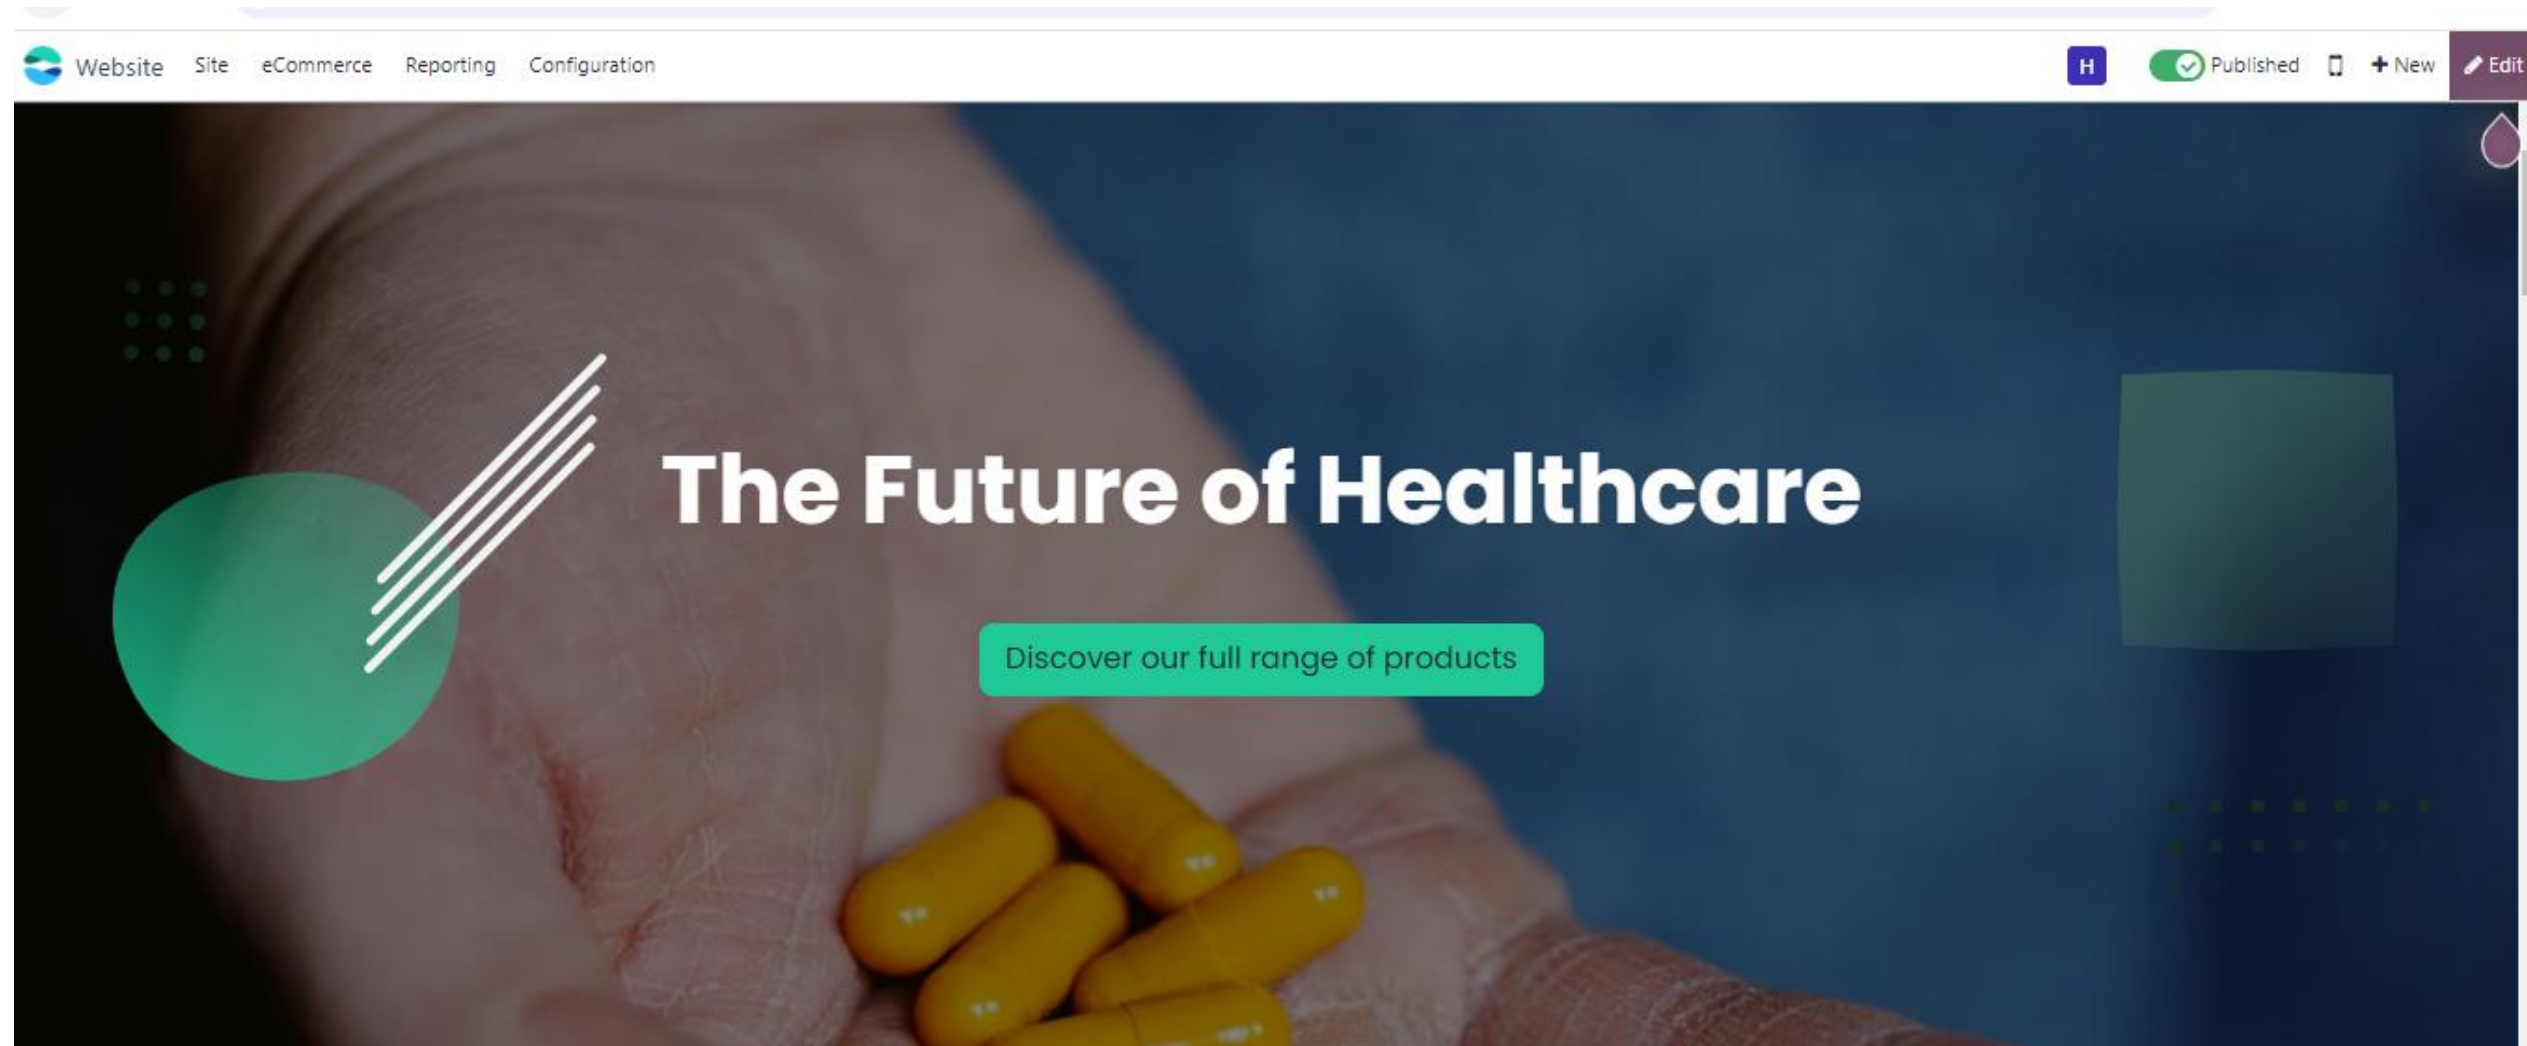 Website Site eCommerce Reporting Configuration H Published + New Edit
The Future of Healthcare
Discover our full range of products